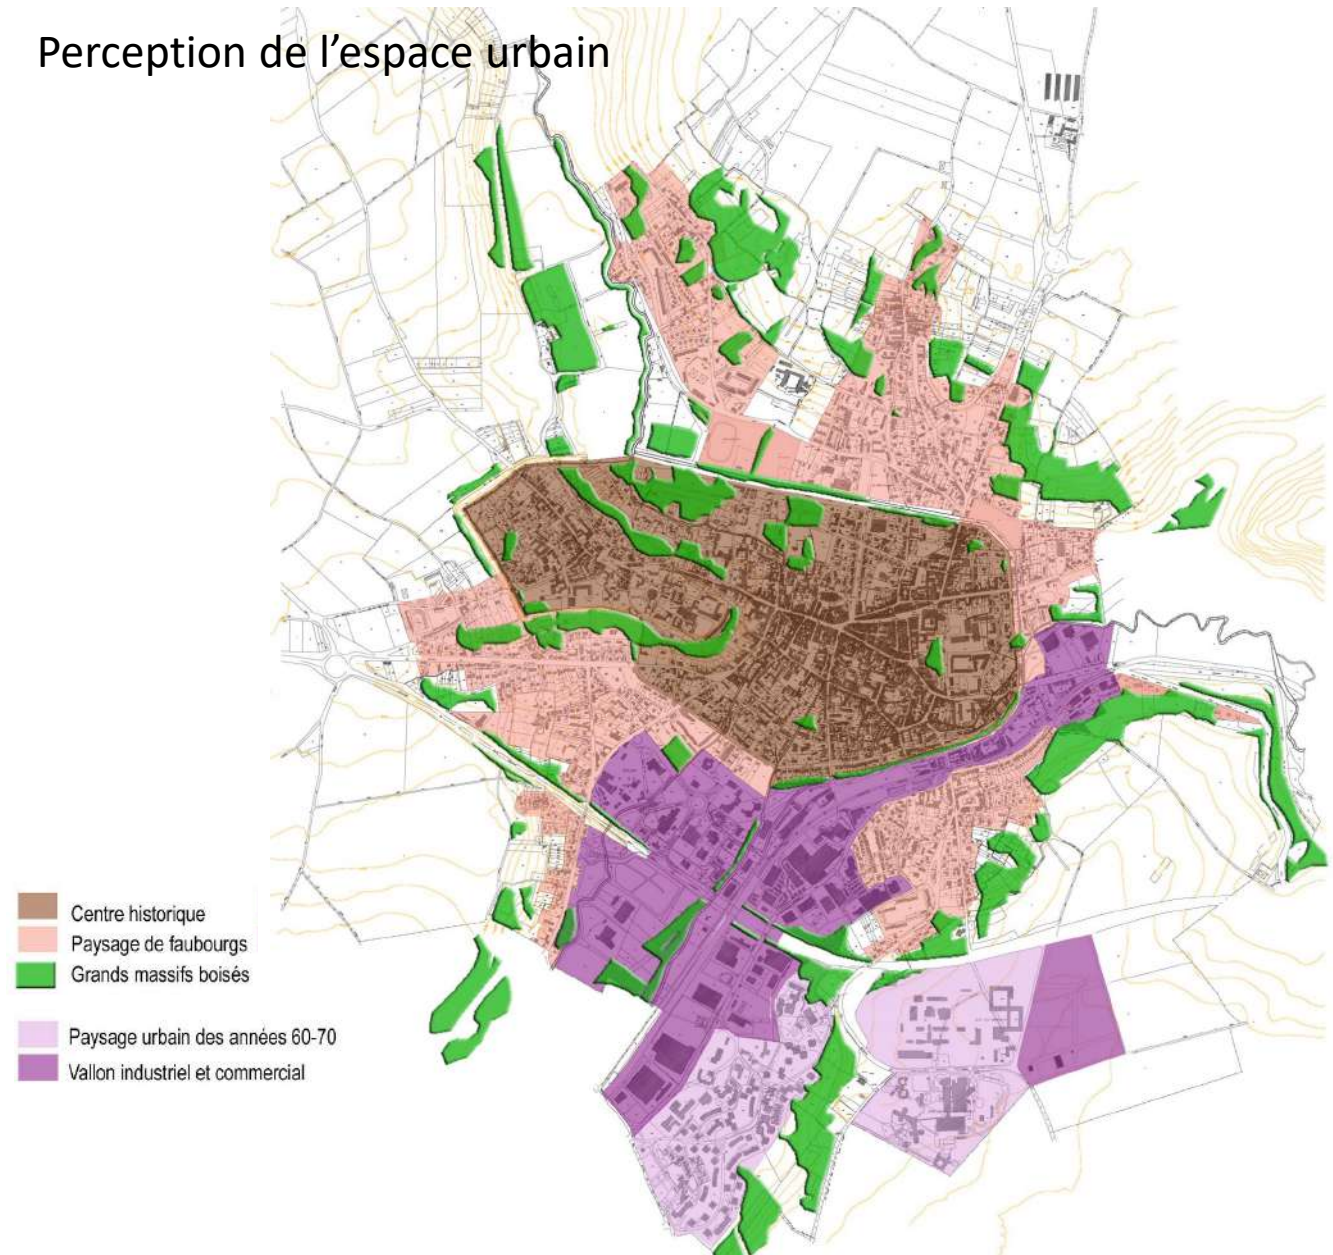 Perception de l’espace urbain
Centre historique
Paysage de faubourgs
Grands massifs boisés
Paysage urbain des années 60-70
Vallon industriel et commercial